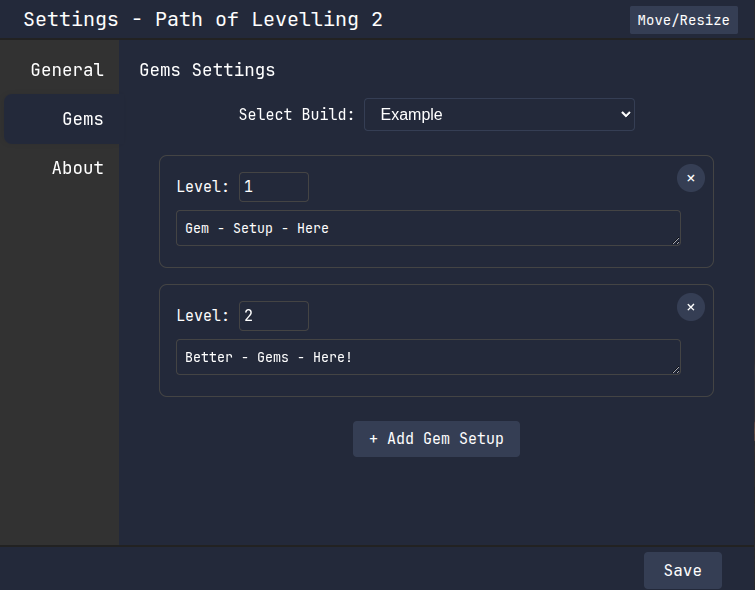 Settings - Path of Levelling 2
Move/Resize
General
Gems
About
Gems Settings
Select Build: Example
Level: 1
×
Gem - Setup - Here
Level: 2
×
Better - Gems - Here!
+ Add Gem Setup
Save